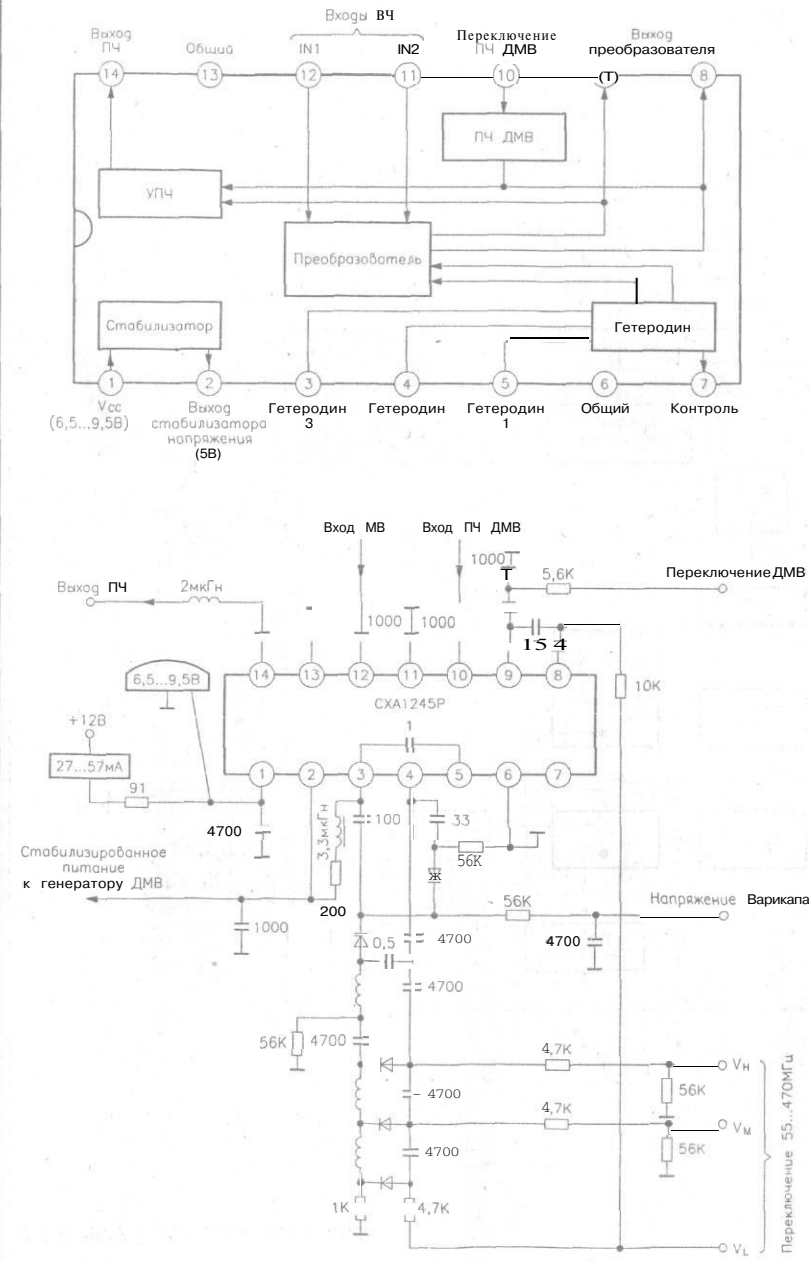 Входы ВЧ
Выход
ПЧ
Общий
IN1
IN2
Переключение
ПЧ ДМВ
Выход
преобразователя
14
13
12
11
10
(Т)
8
ПЧ ДМВ
УПЧ
Преобразователь
Стабилизатор
Гетеродин
1
2
3
4
5
6
7
Vcc
(6,5...9,5В)
Выход
стабилизатора
напряжения
(5В)
Гетеродин
3
Гетеродин
Гетеродин
1
Общий
Контроль
Вход МВ
Вход ПЧ ДМВ
1000
Т
5,6К
Переключение ДМВ
Выход ПЧ
2мкГн
1000
1000
15 4
14
13
12
11
10
9
8
10К
6,5...9,5В
CXA1245P
+12В
1
27...57мА
1
2
3
4
5
6
7
91
4700
3,3мкГн
100
33
56К
Стабилизированное
питание
к генератору ДМВ
ж
200
56К
Напряжение Варикапа
1000
0,5
4700
4700
4700
56К
4700
4,7К
VH
4700
56К
4,7К
VM
4700
56К
1К
4,7К
VL
Переключение 55...470МГц